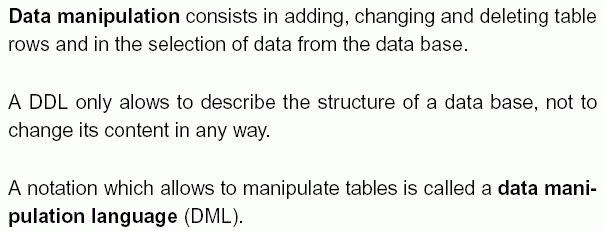 Data manipulation consists in adding, changing and deleting table
rows and in the selection of data from the data base.
A DDL only alows to describe the structure of a data base, not to
change its content in any way.
A notation which allows to manipulate tables is called a data mani-
pulation language (DML).